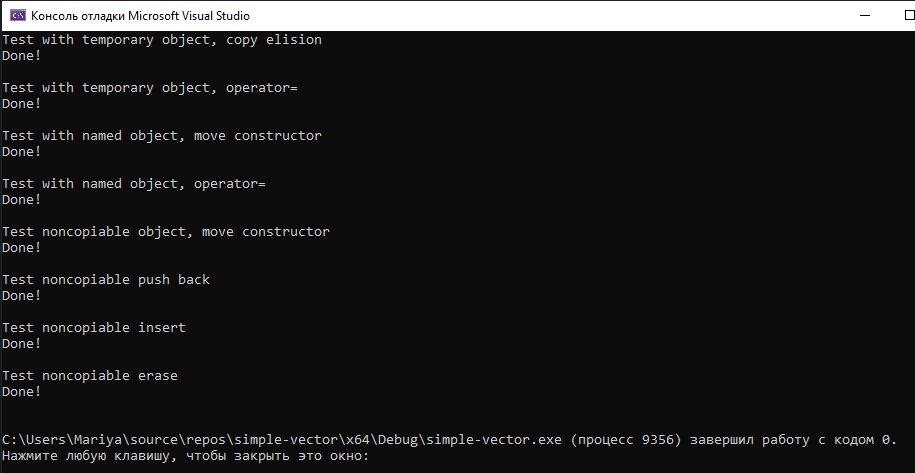 Консоль отладки Microsoft Visual Studio
Test with temporary object, copy elision
Done!
Test with temporary object, operator=
Done!
Test with named object, move constructor
Done!
Test with named object, operator=
Done!
Test noncopiable object, move constructor
Done!
Test noncopiable push back
Done!
Test noncopiable insert
Done!
Test noncopiable erase
Done!
C:\Users\Mariya\source\repos\simple-vector\x64\Debug\simple-vector.exe (процесс 9356) завершил работу с кодом 0.
Нажмите любую клавишу, чтобы закрыть это окно: